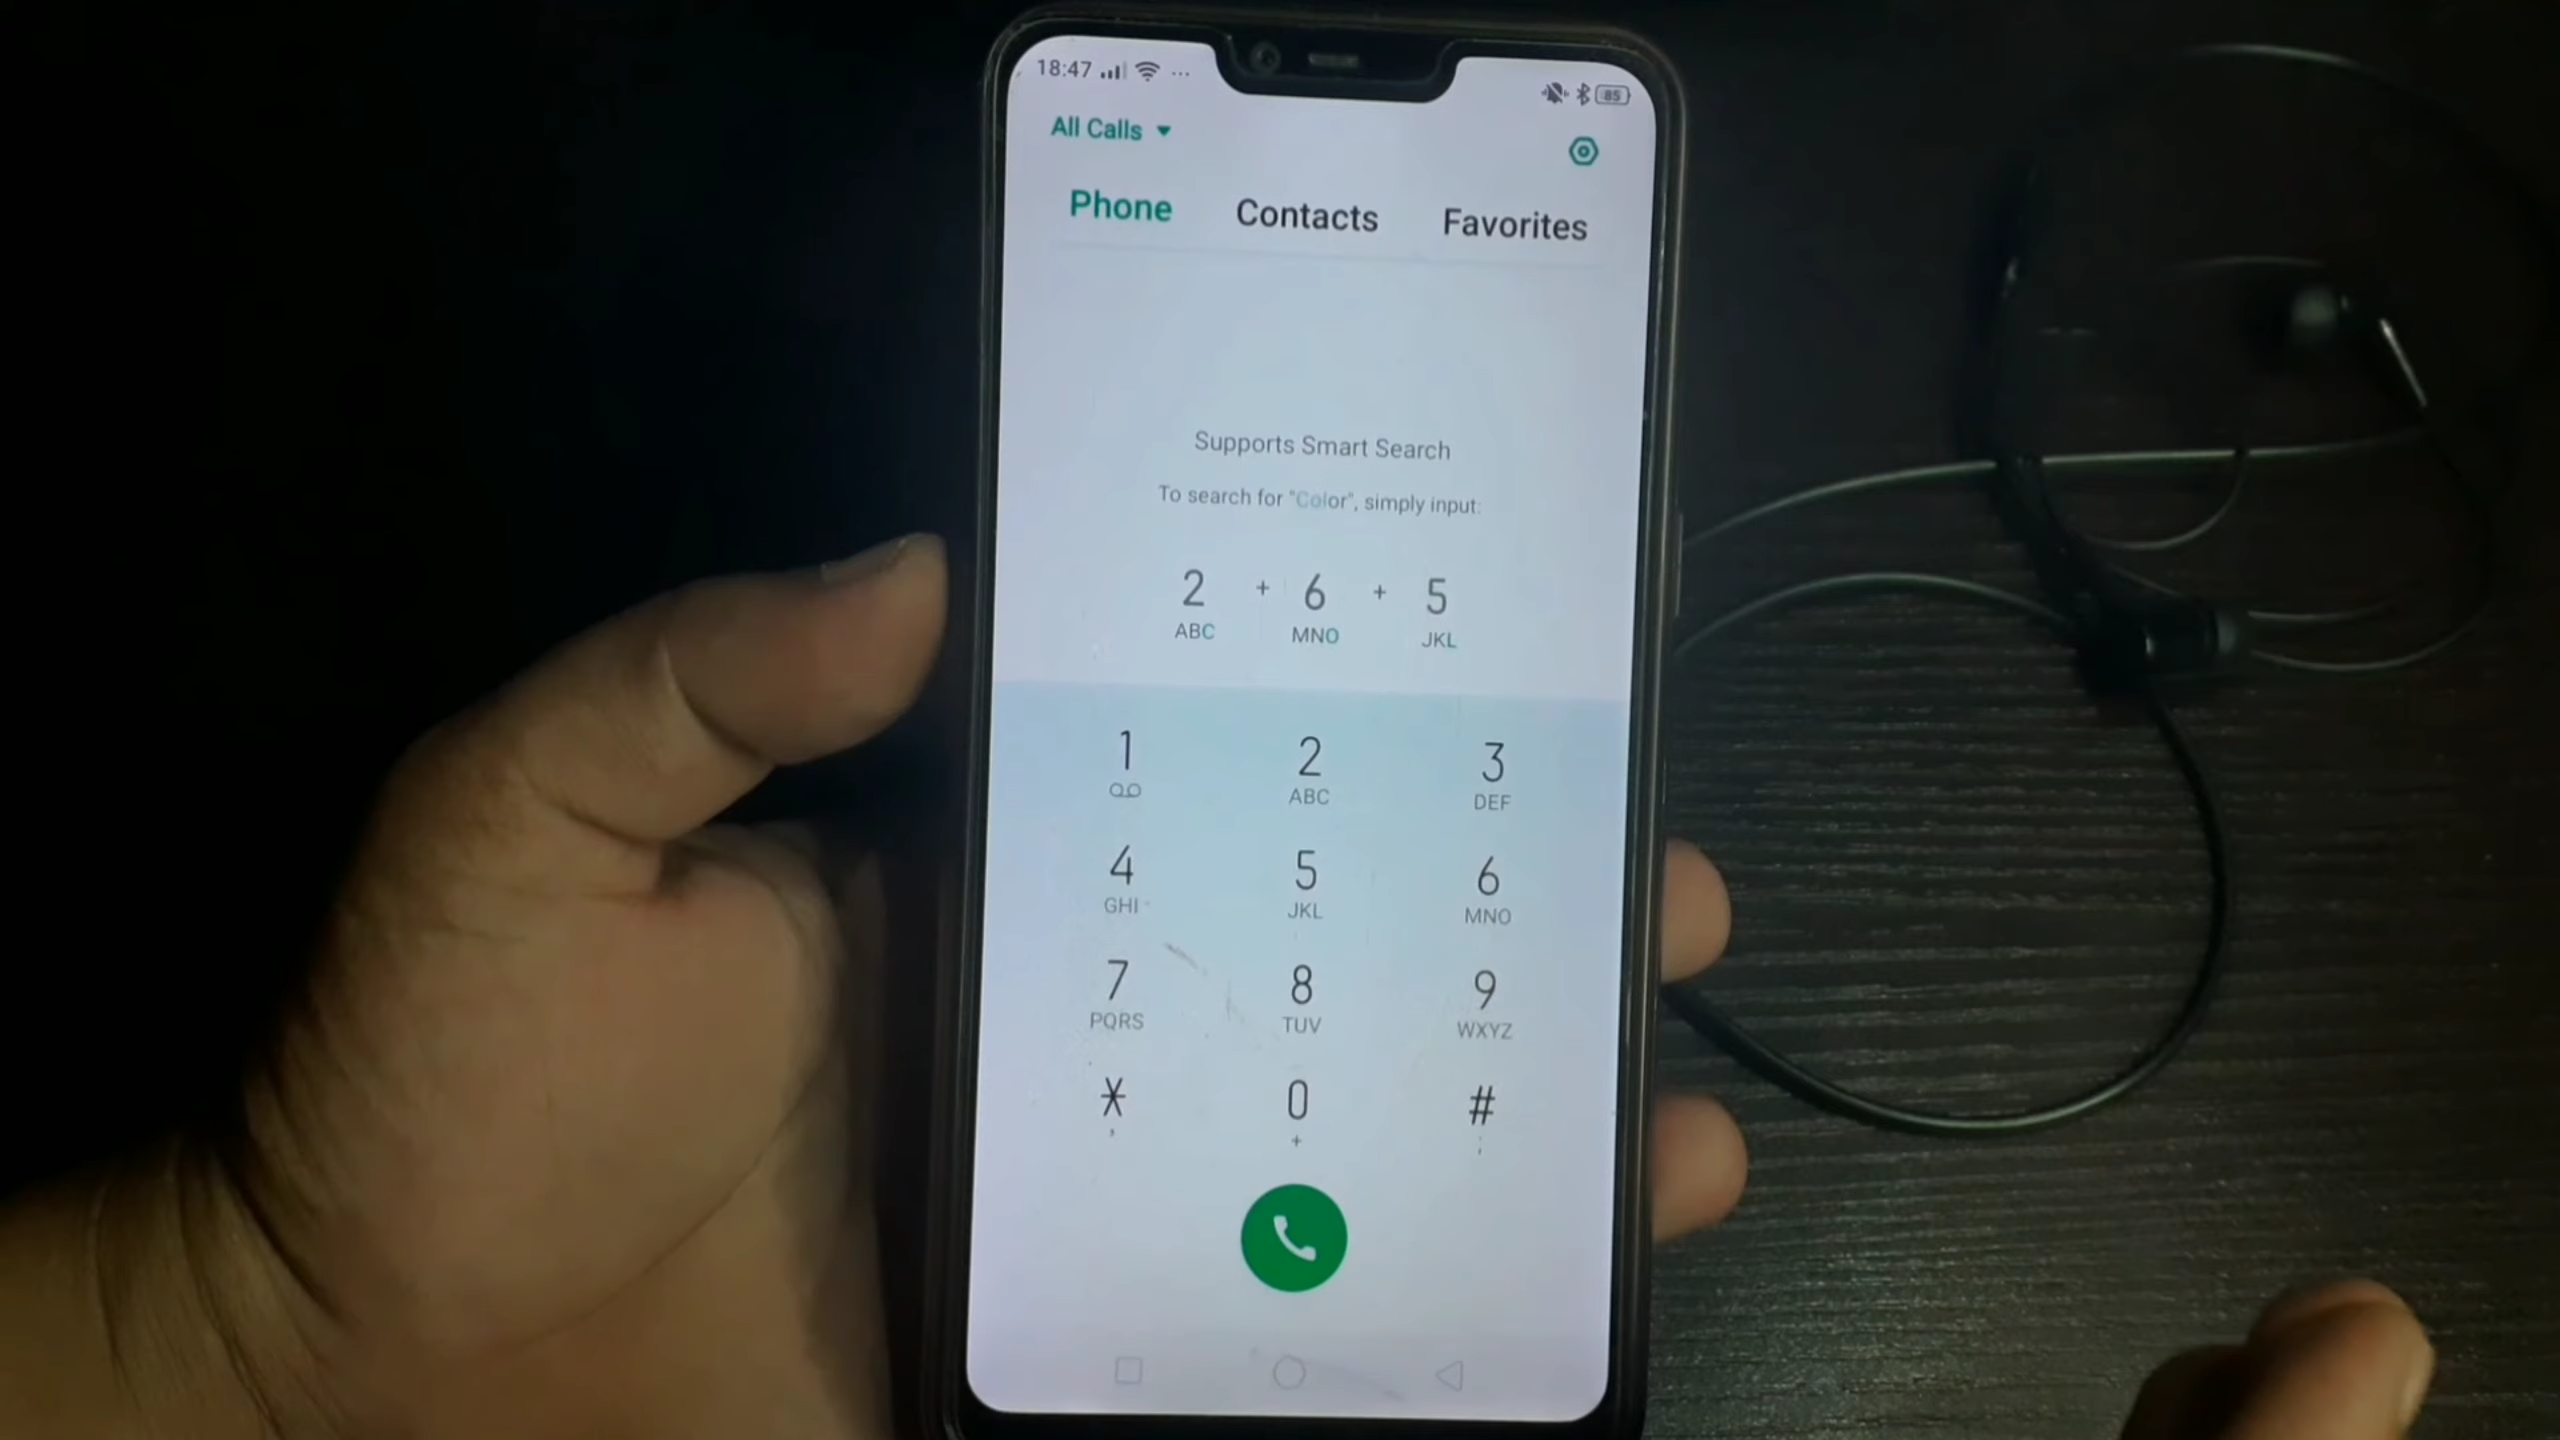 18:47 ... 85
All Calls
Phone Contacts Favorites
Supports Smart Search
To search for "Color", simply input:
2 + 6 + 5
ABC MNO JKL
1 2 3
ABC DEF
4 5 6
GHI JKL MNO
7 8 9
PQRS TUV WXYZ
* 0 #
, + ;